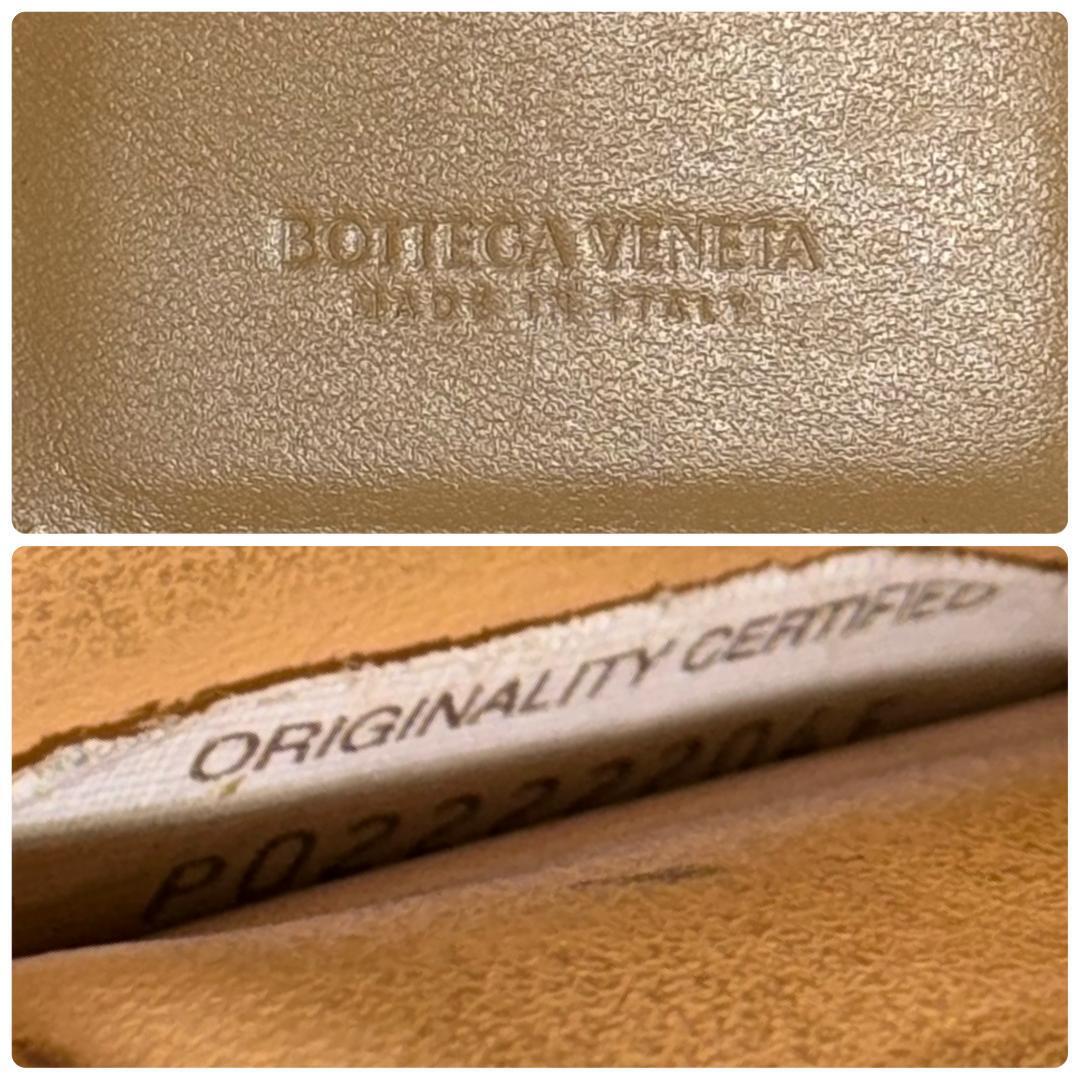 BOTTEGA VENETA
MADE IN ITALY
ORIGINALITY CERTIFIED